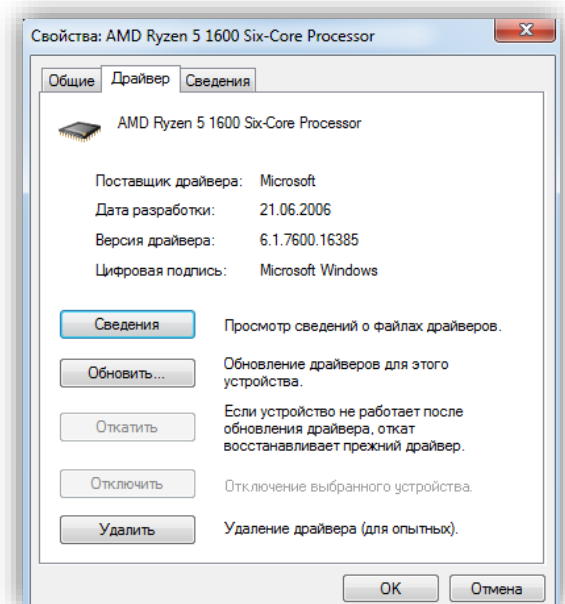 Свойства: AMD Ryzen 5 1600 Six-Core Processor
Общие Драйвер Сведения
AMD Ryzen 5 1600 Six-Core Processor
Поставщик драйвера: Microsoft
Дата разработки: 21.06.2006
Версия драйвера: 6.1.7600.16385
Цифровая подпись: Microsoft Windows
Сведения
Просмотр сведений о файлах драйверов.
Обновить...
Обновление драйверов для этого
устройства.
Откатить
Если устройство не работает после
обновления драйвера, откат
восстанавливает прежний драйвер.
Отключить
Отключение выбранного устройства.
Удалить
Удаление драйвера (для опытных).
OK Отмена